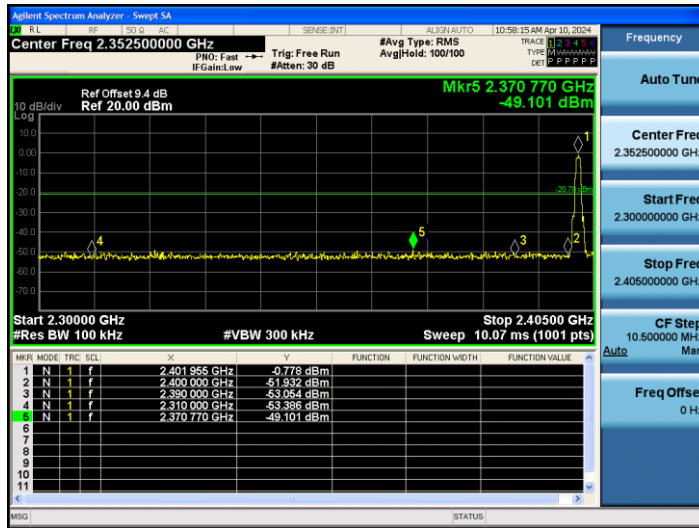 Agilent Spectrum Analyzer - Swept SA
RL RF 50 Ω AC SENSE:INT ALIGN AUTO 10:58:15 AM Apr 10, 2024
Center Freq 2.352500000 GHz
PNO: Fast
IFGain:Low
Trig: Free Run
#Atten: 30 dB
#Avg Type: RMS
Avg|Hold: 100/100
TRACE 1 2 3 4 5 6
TYPE M
DET P P P P P P
Ref Offset 9.4 dB
Ref 20.00 dBm
10 dB/div
Log
Mkr5 2.370 770 GHz
-49.101 dBm
10.0
0.00
-10.0
-20.0
-30.0
-40.0
-50.0
-60.0
-70.0
1
-20.78 dBm
4
5
3
2
Start 2.30000 GHz
Stop 2.40500 GHz
#Res BW 100 kHz
#VBW 300 kHz
Sweep 10.07 ms (1001 pts)
MKR MODE TRC SCL X Y FUNCTION FUNCTION WIDTH FUNCTION VALUE
1 N 1 f 2.401 955 GHz -0.778 dBm
2 N 1 f 2.400 000 GHz -51.932 dBm
3 N 1 f 2.390 000 GHz -53.054 dBm
4 N 1 f 2.310 000 GHz -53.386 dBm
5 N 1 f 2.370 770 GHz -49.101 dBm
6
7
8
9
10
11
MSG
STATUS
Frequency
Auto Tune
Center Freq
2.352500000 GHz
Start Freq
2.300000000 GHz
Stop Freq
2.405000000 GHz
CF Step
10.500000 MHz
Auto Man
Freq Offset
0 Hz